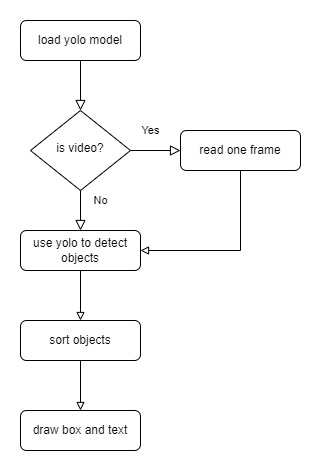 load yolo model
is video?
Yes
read one frame
No
use yolo to detect
objects
sort objects
draw box and text